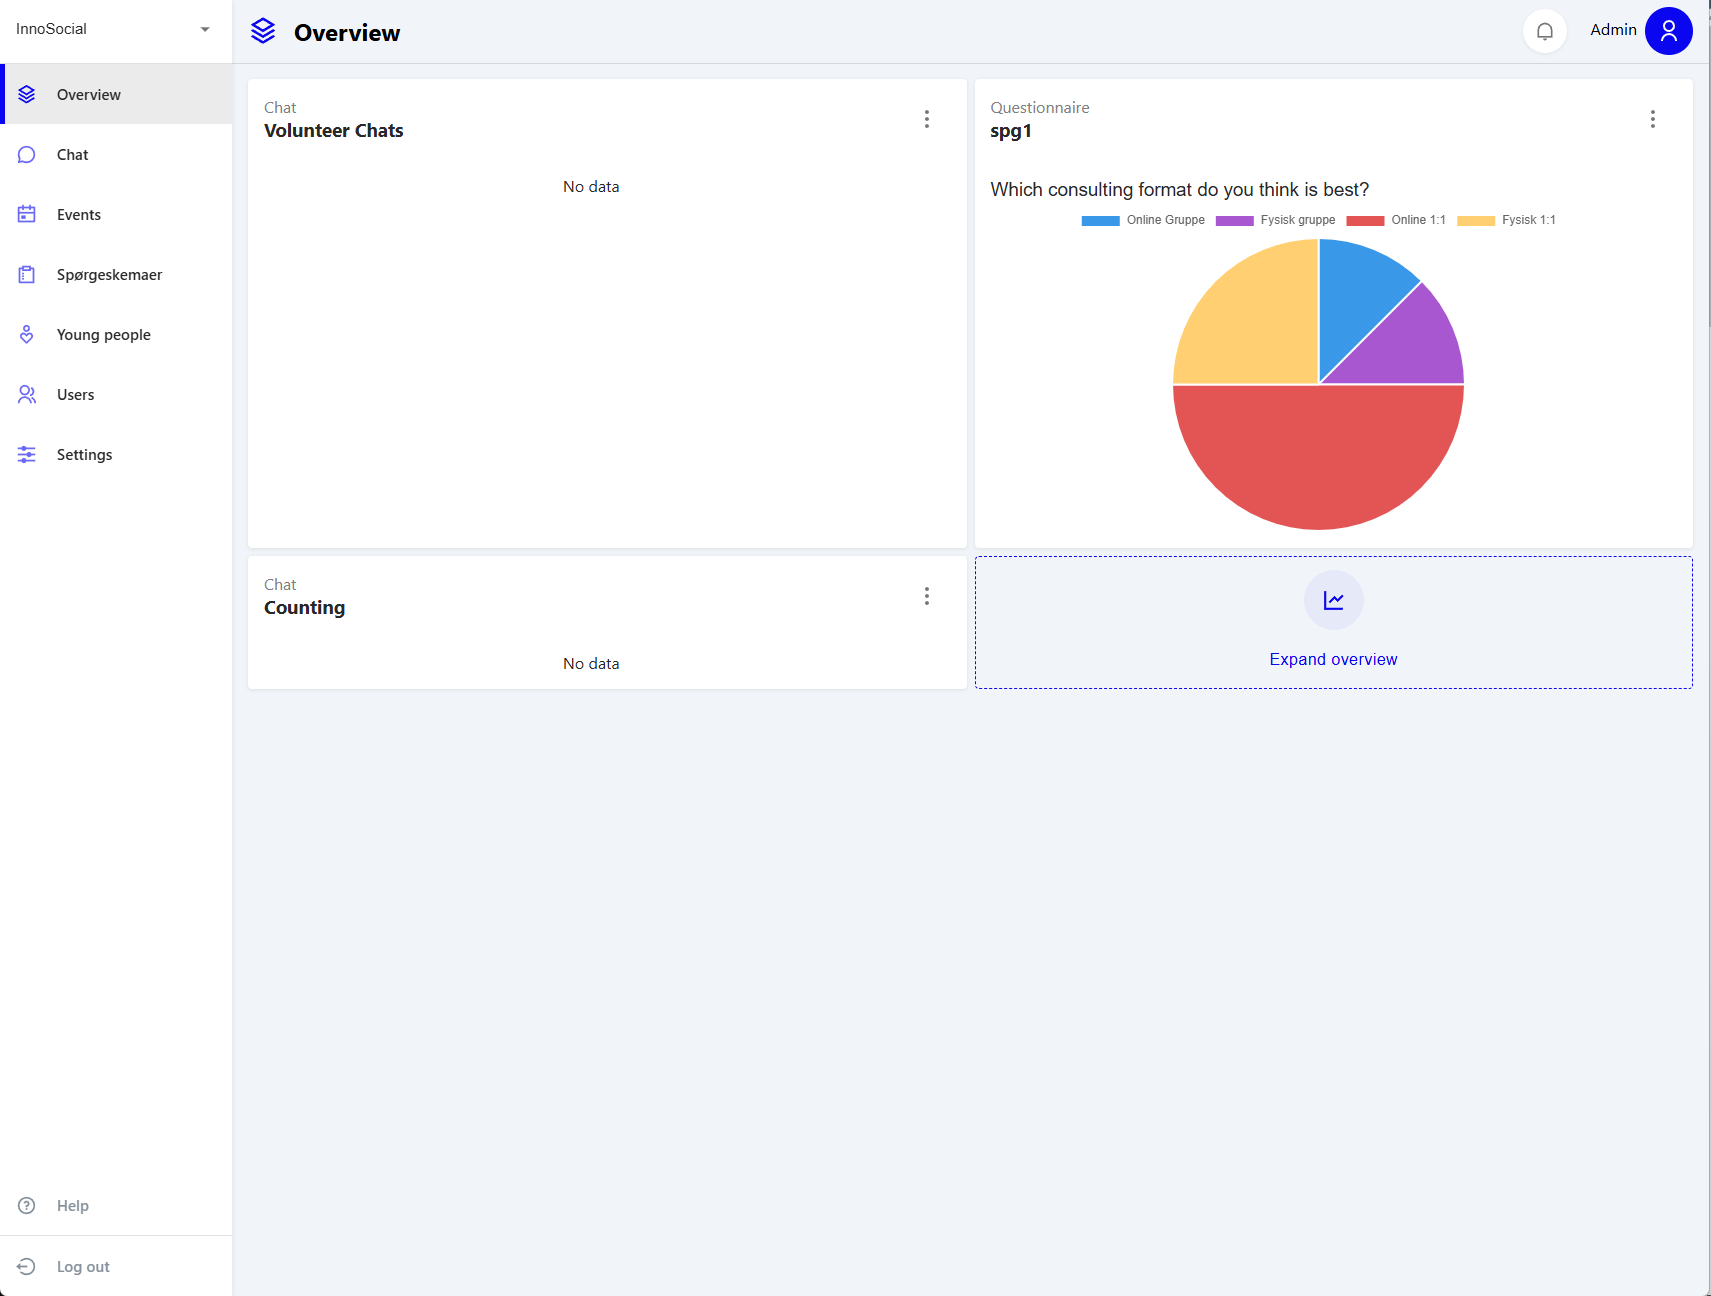 InnoSocial
Overview
Admin
Overview
Chat
Events
Spørgeskemaer
Young people
Users
Settings
Help
Log out
Chat
Volunteer Chats
No data
Questionnaire
spg1
Which consulting format do you think is best?
Online Gruppe Fysisk gruppe Online 1:1 Fysisk 1:1
Chat
Counting
No data
Expand overview